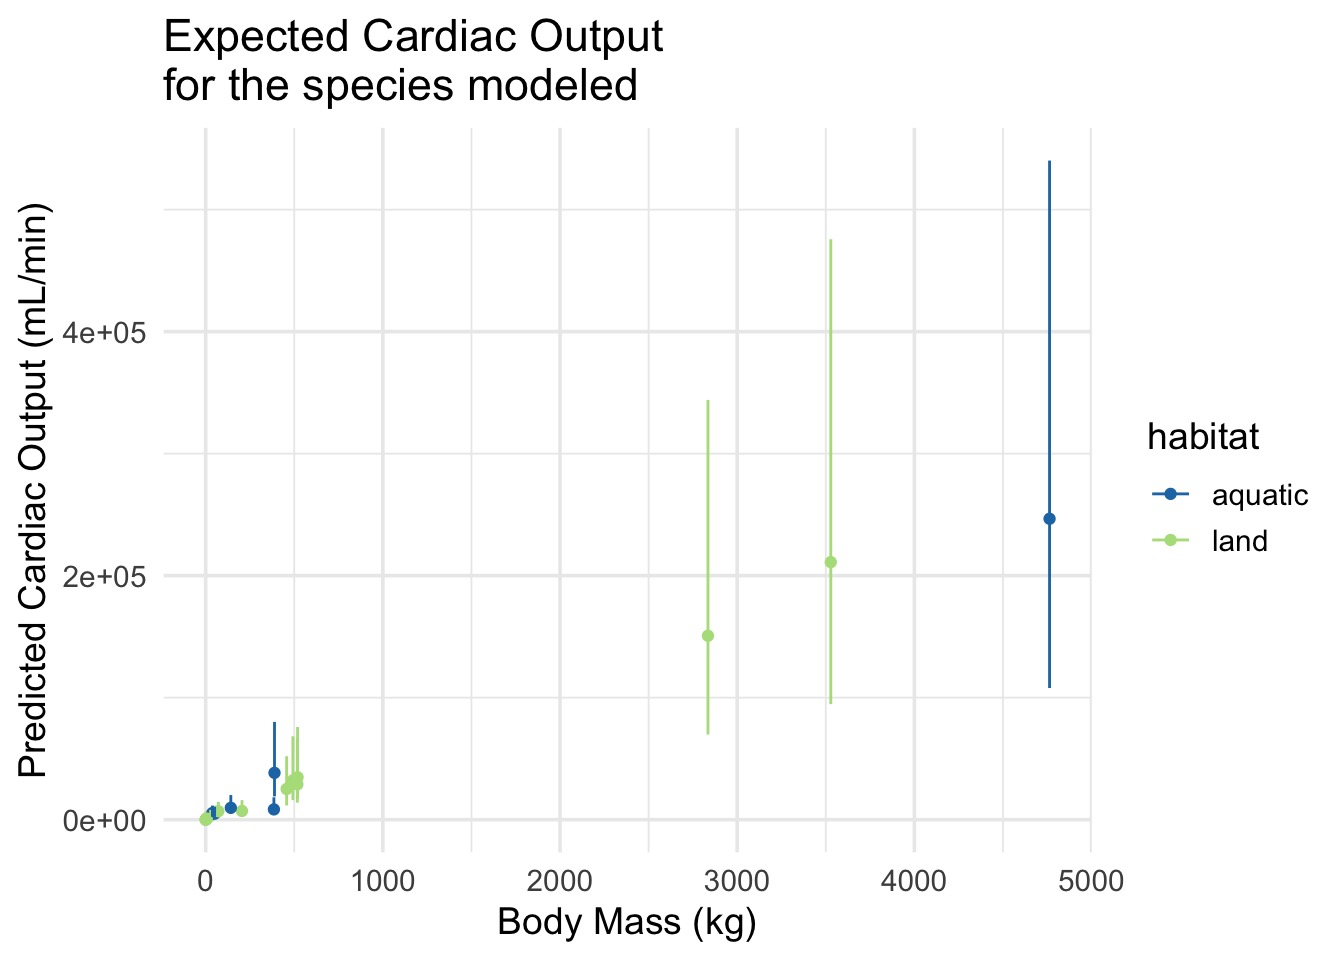 Expected Cardiac Output
for the species modeled
Predicted Cardiac Output (mL/min)
4e+05
2e+05
0e+00
0
1000
2000
3000
4000
5000
Body Mass (kg)
habitat
aquatic
land